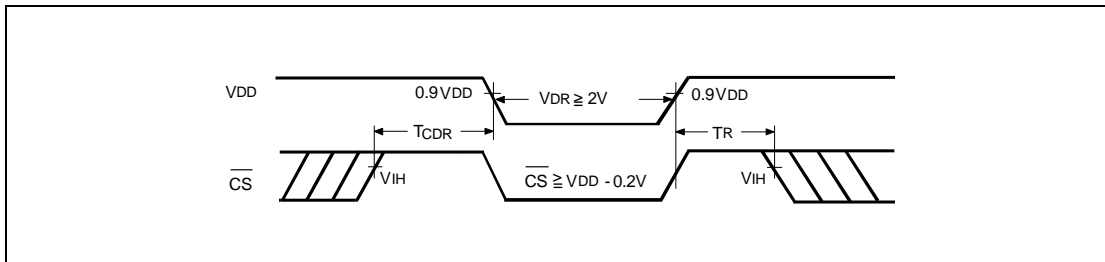 VDD
0.9VDD
VDR ≧ 2V
0.9VDD
TCDR
TR
CS
VIH
CS ≧ VDD - 0.2V
VIH